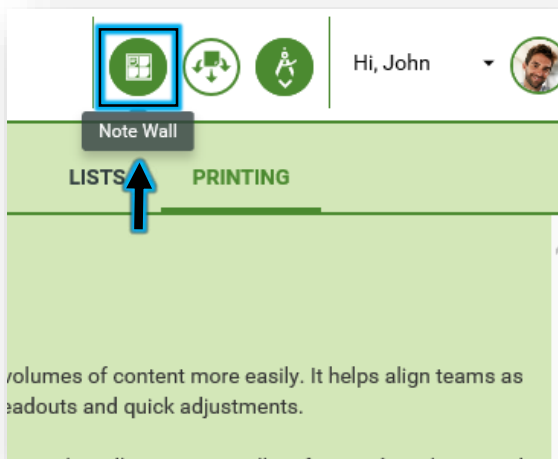 Hi, John
Note Wall
LISTS
PRINTING
volumes of content more easily. It helps align teams as
eadouts and quick adjustments.